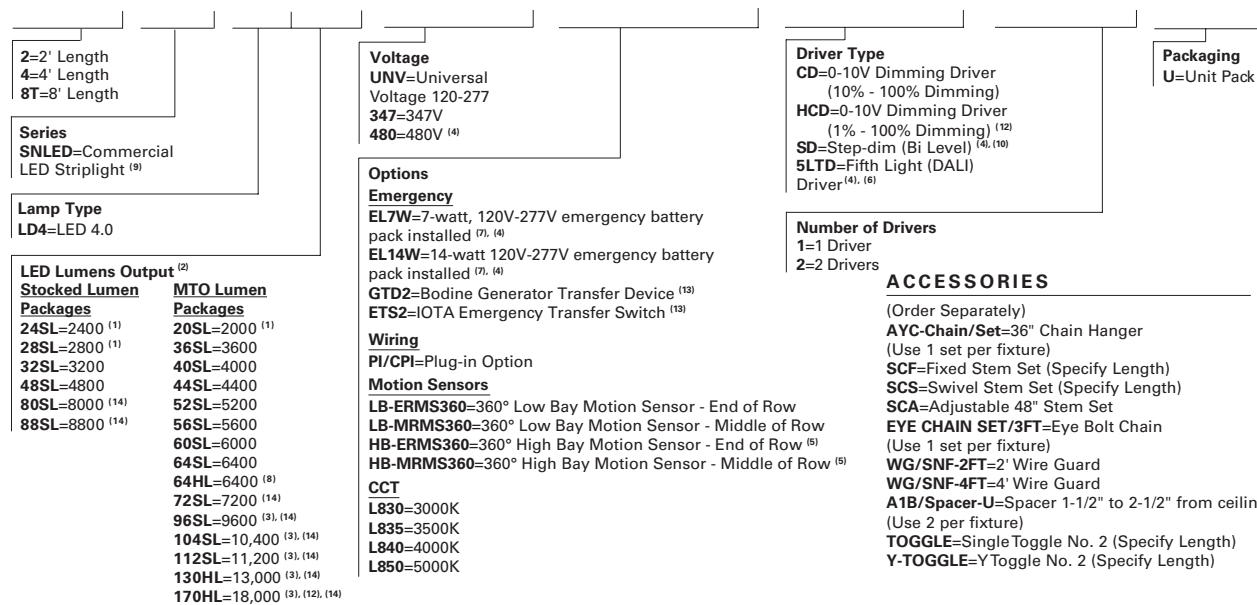 2=2' Length
4=4' Length
8T=8' Length
Series
SNLED=Commercial
LED Striplight (9)
Lamp Type
LD4=LED 4.0
LED Lumens Output (2)
Stocked Lumen
Packages
24SL=2400 (1)
28SL=2800 (1)
32SL=3200
48SL=4800
80SL=8000 (14)
88SL=8800 (14)
MTO Lumen
Packages
20SL=2000 (1)
36SL=3600
40SL=4000
44SL=4400
52SL=5200
56SL=5600
60SL=6000
64SL=6400
64HL=6400 (8)
72SL=7200 (14)
96SL=9600 (3), (14)
104SL=10,400 (3), (14)
112SL=11,200 (3), (14)
130HL=13,000 (3), (14)
170HL=18,000 (3), (12), (14)
Voltage
UNV=Universal
Voltage 120-277
347=347V
480=480V (4)
Options
Emergency
EL7W=7-watt, 120V-277V emergency battery
pack installed (7), (4)
EL14W=14-watt 120V-277V emergency battery
pack installed (7), (4)
GTD2=Bodine Generator Transfer Device (13)
ETS2=IOTA Emergency Transfer Switch (13)
Wiring
PI/CPI=Plug-in Option
Motion Sensors
LB-ERMS360=360° Low Bay Motion Sensor - End of Row
LB-MRMS360=360° Low Bay Motion Sensor - Middle of Row
HB-ERMS360=360° High Bay Motion Sensor - End of Row (5)
HB-MRMS360=360° High Bay Motion Sensor - Middle of Row (5)
CCT
L830=3000K
L835=3500K
L840=4000K
L850=5000K
Driver Type
CD=0-10V Dimming Driver
(10% - 100% Dimming)
HCD=0-10V Dimming Driver
(1% - 100% Dimming) (12)
SD=Step-dim (Bi Level) (4), (10)
5LTD=Fifth Light (DALI)
Driver (4), (6)
Number of Drivers
1=1 Driver
2=2 Drivers
Packaging
U=Unit Pack
ACCESSORIES
(Order Separately)
AYC-Chain/Set=36" Chain Hanger
(Use 1 set per fixture)
SCF=Fixed Stem Set (Specify Length)
SCS=Swivel Stem Set (Specify Length)
SCA=Adjustable 48" Stem Set
EYE CHAIN SET/3FT=Eye Bolt Chain
(Use 1 set per fixture)
WG/SNF-2FT=2' Wire Guard
WG/SNF-4FT=4' Wire Guard
A1B/Spacer-U=Spacer 1-1/2" to 2-1/2" from ceilin
(Use 2 per fixture)
TOGGLE=Single Toggle No. 2 (Specify Length)
Y-TOGGLE=Y Toggle No. 2 (Specify Length)